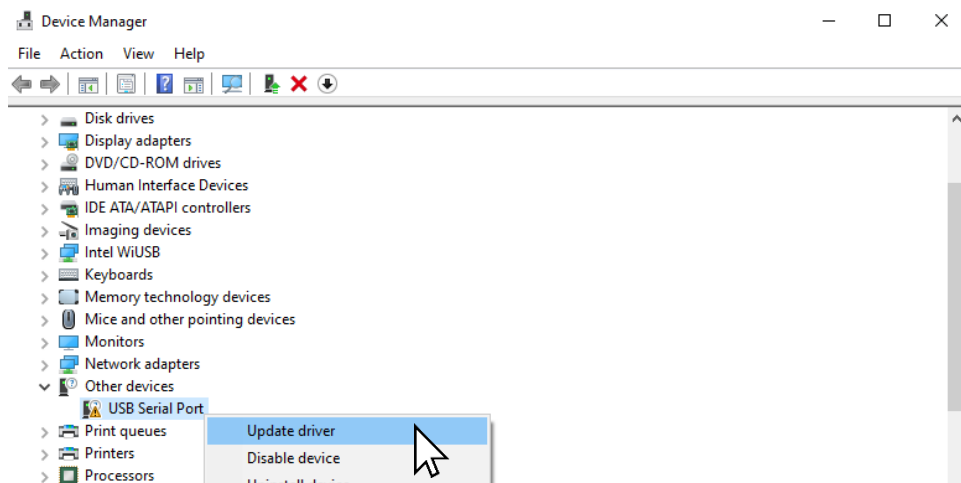 Device Manager
File Action View Help
Disk drives
Display adapters
DVD/CD-ROM drives
Human Interface Devices
IDE ATA/ATAPI controllers
Imaging devices
Intel WiUSB
Keyboards
Memory technology devices
Mice and other pointing devices
Monitors
Network adapters
Other devices
USB Serial Port
Print queues
Update driver
Printers
Disable device
Processors